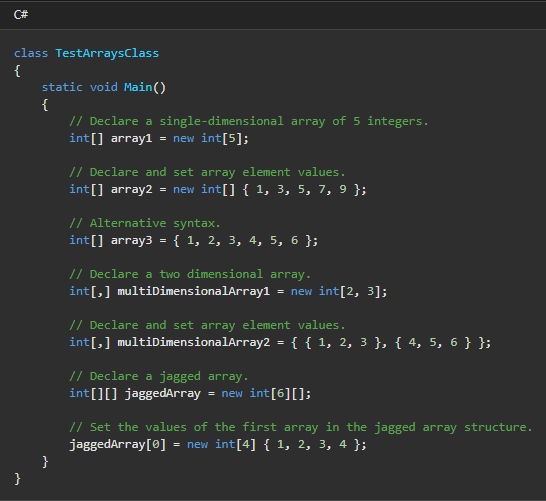 C#
class TestArraysClass
{
    static void Main()
    {
        // Declare a single-dimensional array of 5 integers.
        int[] array1 = new int[5];

        // Declare and set array element values.
        int[] array2 = new int[] { 1, 3, 5, 7, 9 };

        // Alternative syntax.
        int[] array3 = { 1, 2, 3, 4, 5, 6 };

        // Declare a two dimensional array.
        int[,] multiDimensionalArray1 = new int[2, 3];

        // Declare and set array element values.
        int[,] multiDimensionalArray2 = { { 1, 2, 3 }, { 4, 5, 6 } };

        // Declare a jagged array.
        int[][] jaggedArray = new int[6][];

        // Set the values of the first array in the jagged array structure.
        jaggedArray[0] = new int[4] { 1, 2, 3, 4 };
    }
}